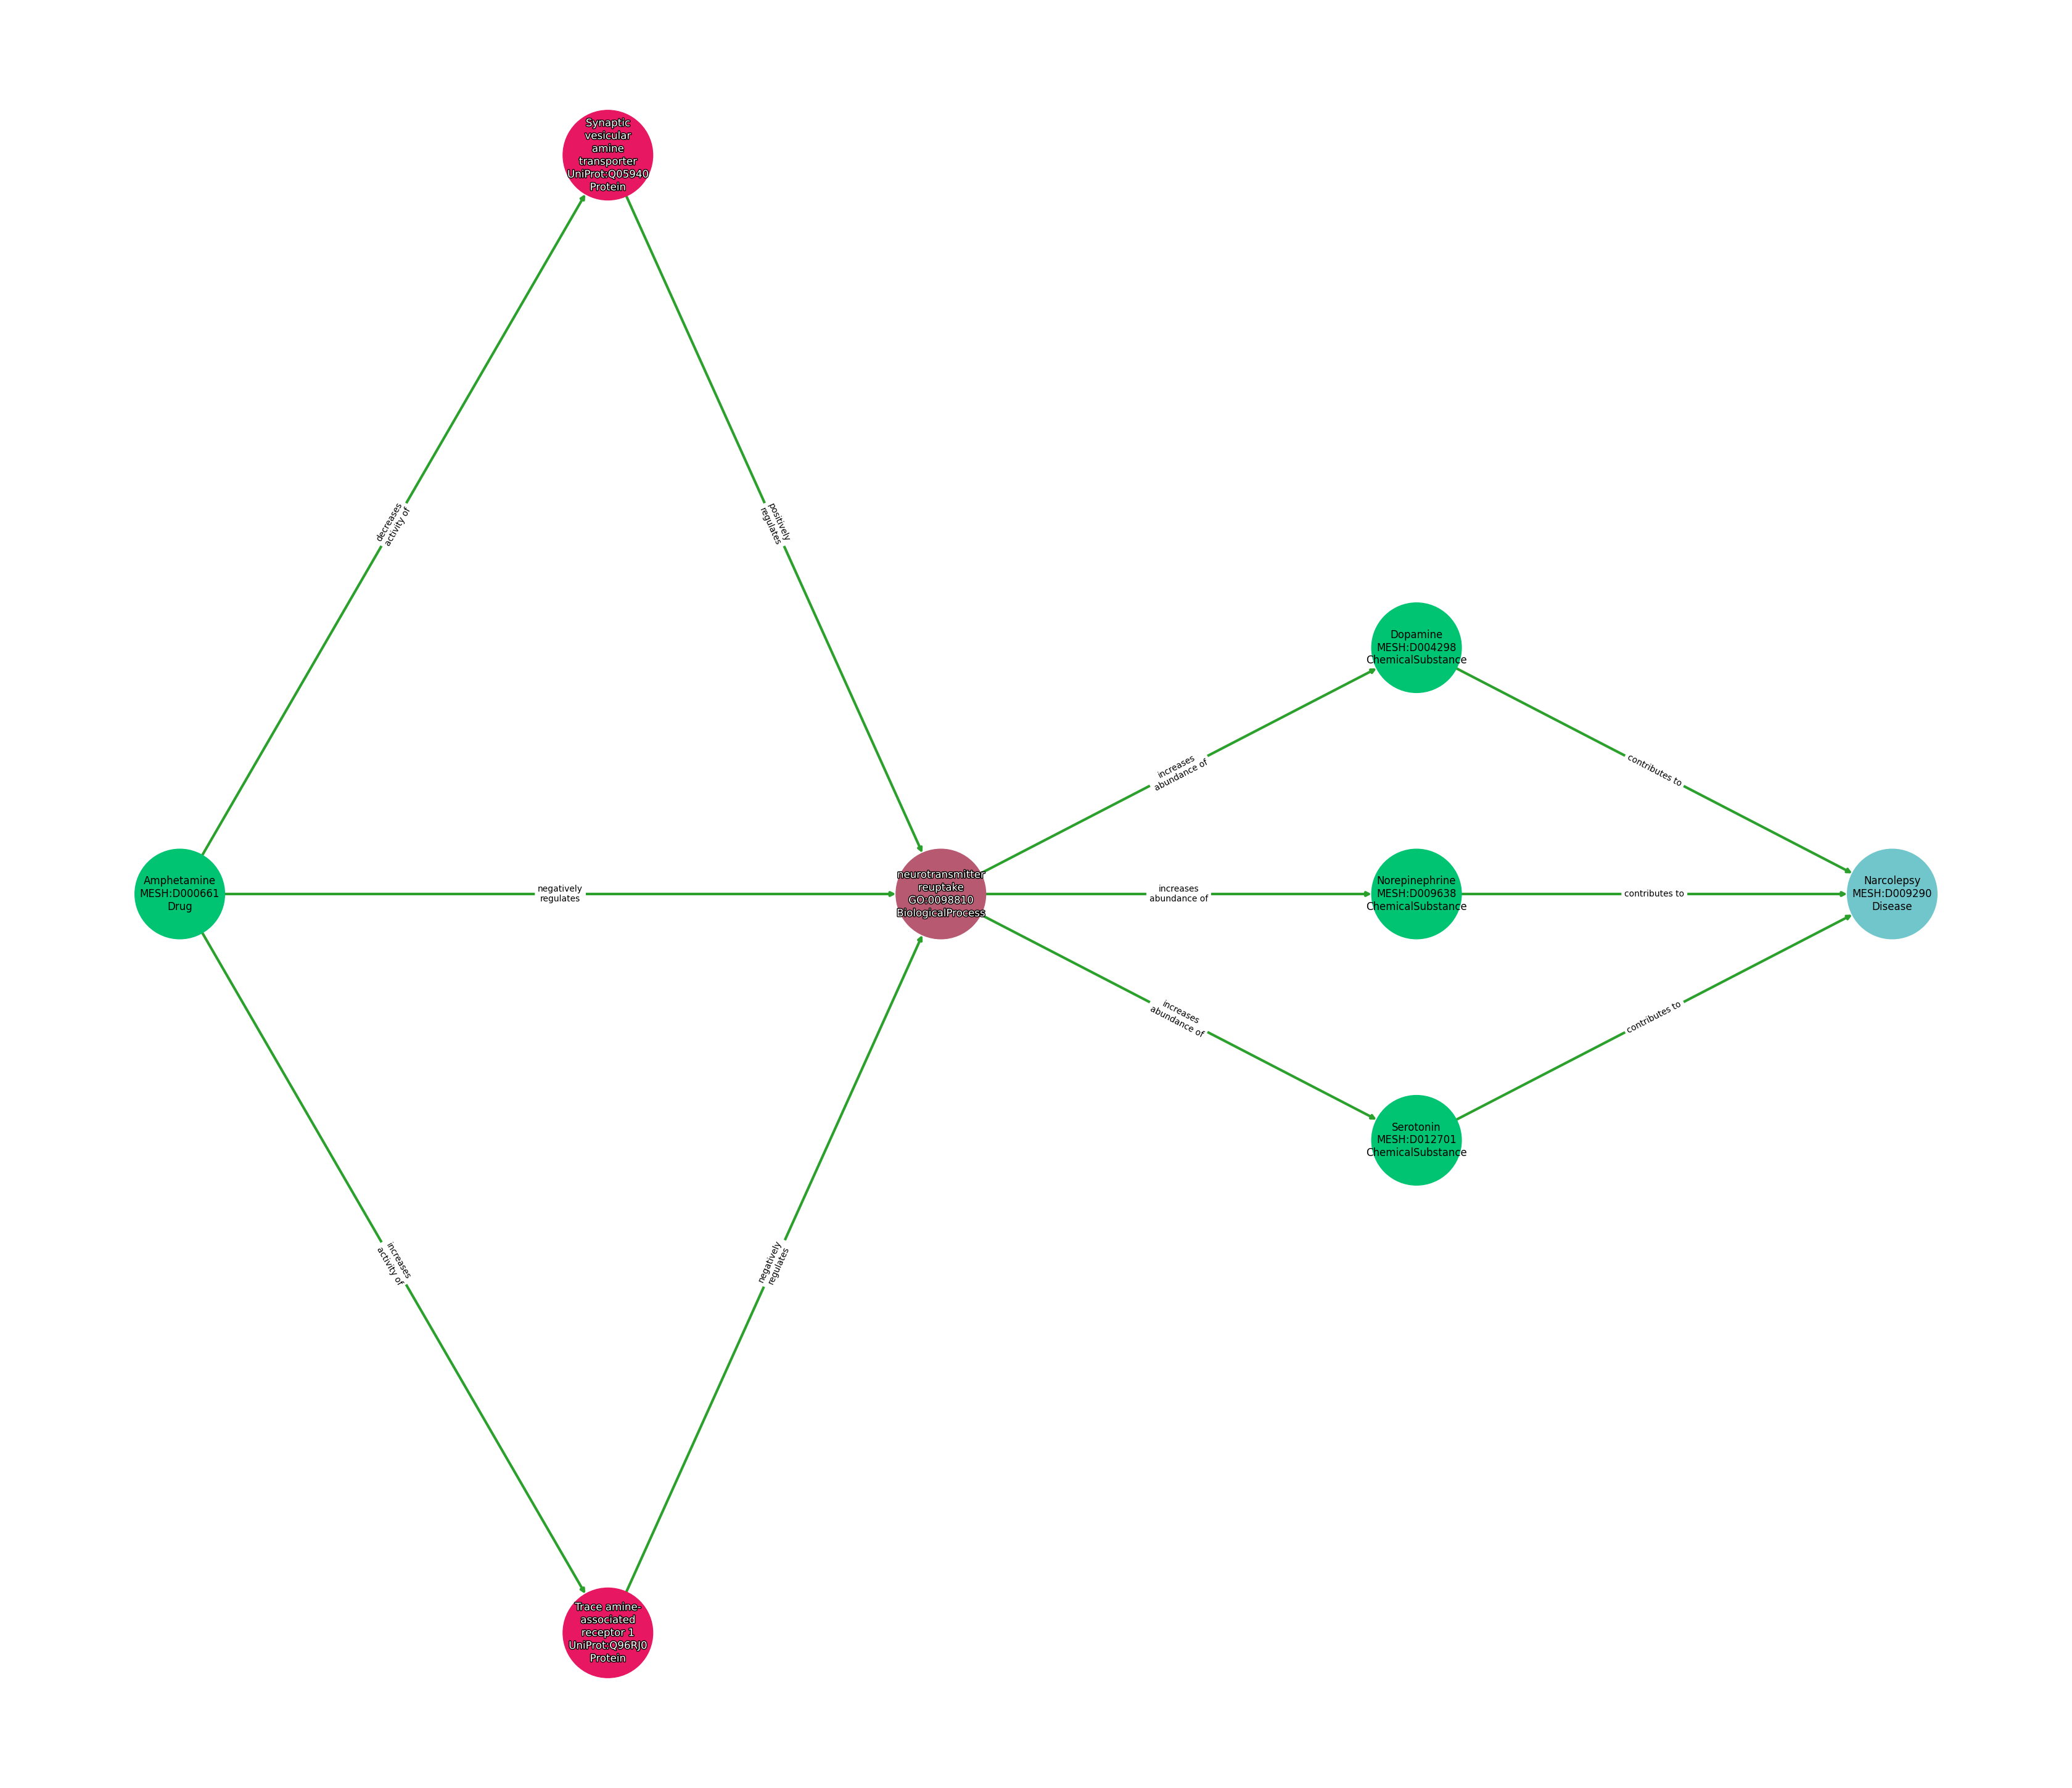 Synaptic
vesicular
amine
transporter
UniProt:Q05940
Protein
decreases
activity of
positively
regulates
Dopamine
MESH:D004298
ChemicalSubstance
increases
abundance of
contributes to
Amphetamine
MESH:D000661
Drug
negatively
regulates
neurotransmitter
reuptake
GO:0098810
BiologicalProcess
increases
abundance of
Norepinephrine
MESH:D009638
ChemicalSubstance
contributes to
Narcolepsy
MESH:D009290
Disease
increases
abundance of
contributes to
Serotonin
MESH:D012701
ChemicalSubstance
increases
activity of
negatively
regulates
Trace amine-
associated
receptor 1
UniProt:Q96RJ0
Protein